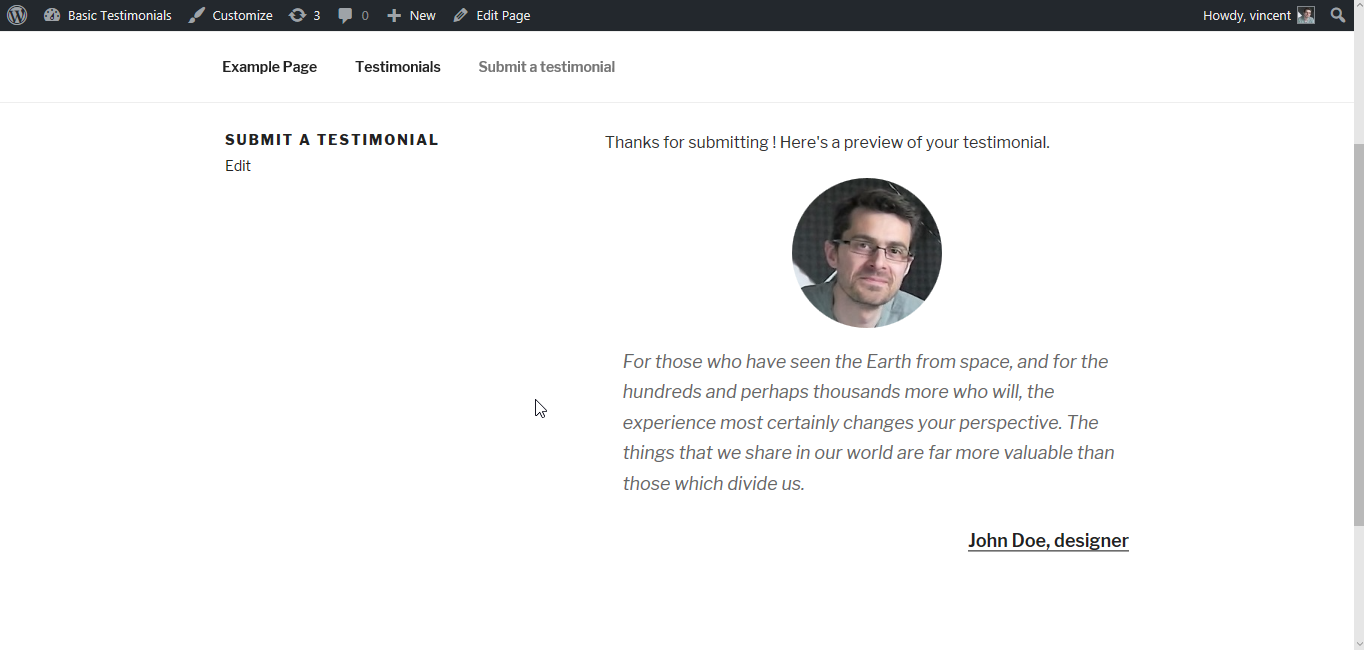 Basic Testimonials Customize 3 0 New Edit Page Howdy, vincent
Example Page Testimonials Submit a testimonial
SUBMIT A TESTIMONIAL
Edit
Thanks for submitting ! Here's a preview of your testimonial.
For those who have seen the Earth from space, and for the
hundreds and perhaps thousands more who will, the
experience most certainly changes your perspective. The
things that we share in our world are far more valuable than
those which divide us.
John Doe, designer